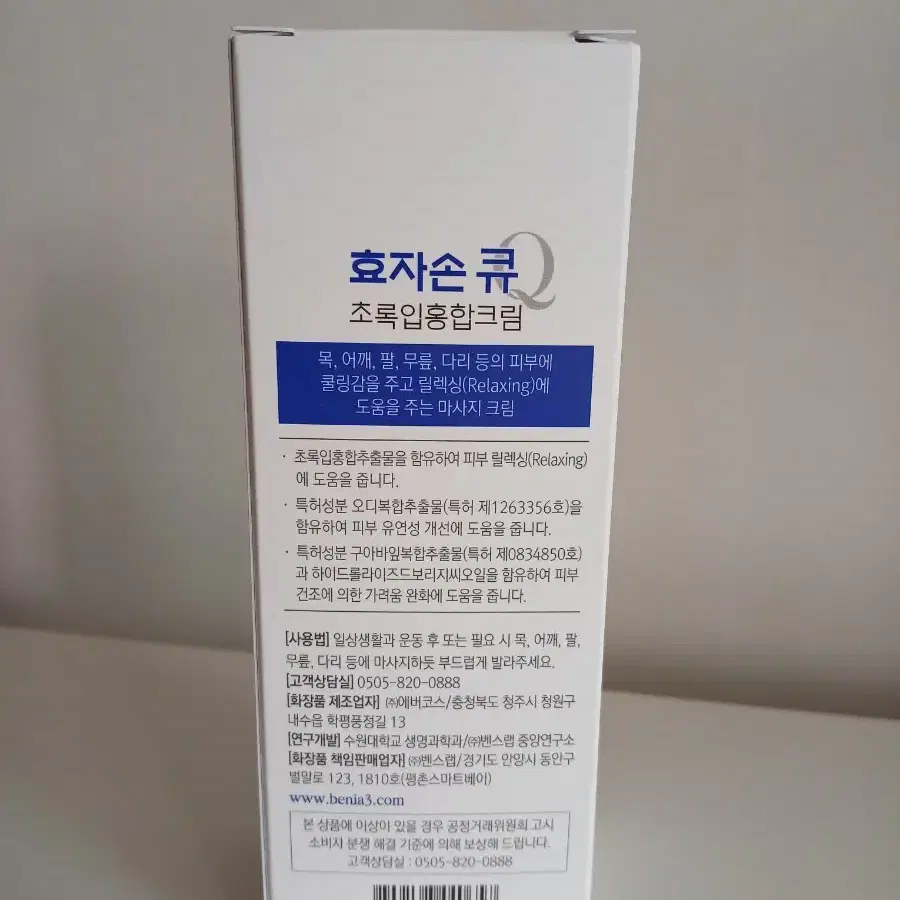 효자손 큐 Q
초록입홍합크림
목, 어깨, 팔, 무릎, 다리 등의 피부에
쿨링감을 주고 릴렉싱(Relaxing)에
도움을 주는 마사지 크림
· 초록입홍합추출물을 함유하여 피부 릴렉싱(Relaxing)
에 도움을 줍니다.
· 특허성분 오디복합추출물(특허 제1263356호)을
함유하여 피부 유연성 개선에 도움을 줍니다.
· 특허성분 구아바잎복합추출물(특허 제0834850호)
과 하이드롤라이즈드보리지씨오일을 함유하여 피부
건조에 의한 가려움 완화에 도움을 줍니다.
[사용법] 일상생활과 운동 후 또는 필요 시 목, 어깨, 팔,
무릎, 다리 등에 마사지하듯 부드럽게 발라주세요.
[고객상담실] 0505-820-0888
[화장품 제조업자] ㈜에버코스/충청북도 청주시 청원구
내수읍 학평풍정길 13
[연구개발] 수원대학교 생명과학과/㈜벤스랩 중앙연구소
[화장품 책임판매업자] ㈜벤스랩/경기도 안양시 동안구
벌말로 123, 1810호(평촌스마트베이)
www.benia3.com
본 상품에 이상이 있을 경우 공정거래위원회 고시
소비자 분쟁 해결 기준에 의해 보상해 드립니다.
고객상담실 : 0505-820-0888